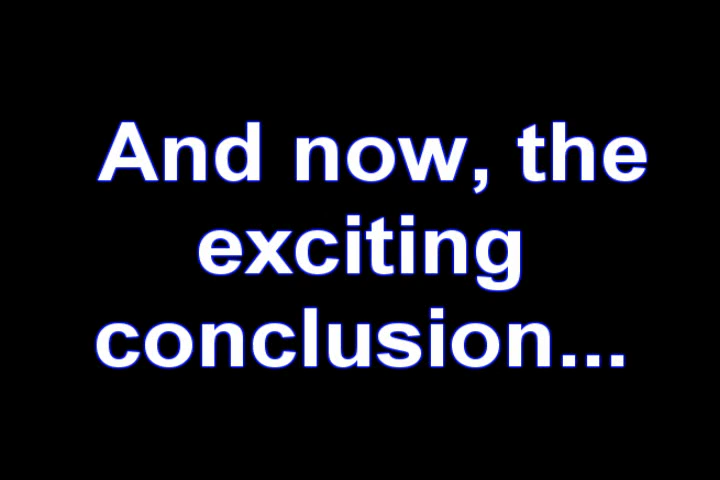 And now, the
exciting
conclusion...